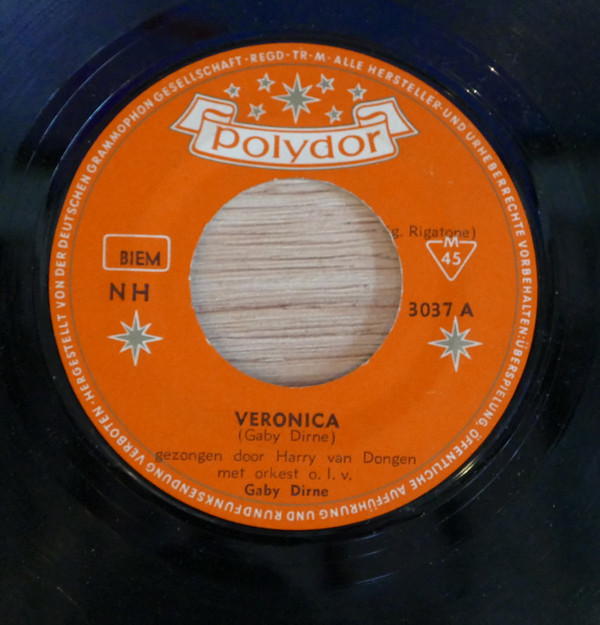 HERGESTELLT VON DER DEUTSCHEN GRAMMOPHON GESELLSCHAFT · REGD·TR·M· ALLE HERSTELLER-UND URHEBERRECHTE VORBEHALTEN·ÜBERSPIELUNG, ÖFFENTLICHE AUFFÜHRUNG UND RUNDFUNKSENDUNG VERBOTEN·
Polydor
g. Rigatone)
BIEM
M
45
NH
3037 A
VERONICA
(Gaby Dirne)
gezongen door Harry van Dongen
met orkest o. l. v.
Gaby Dirne